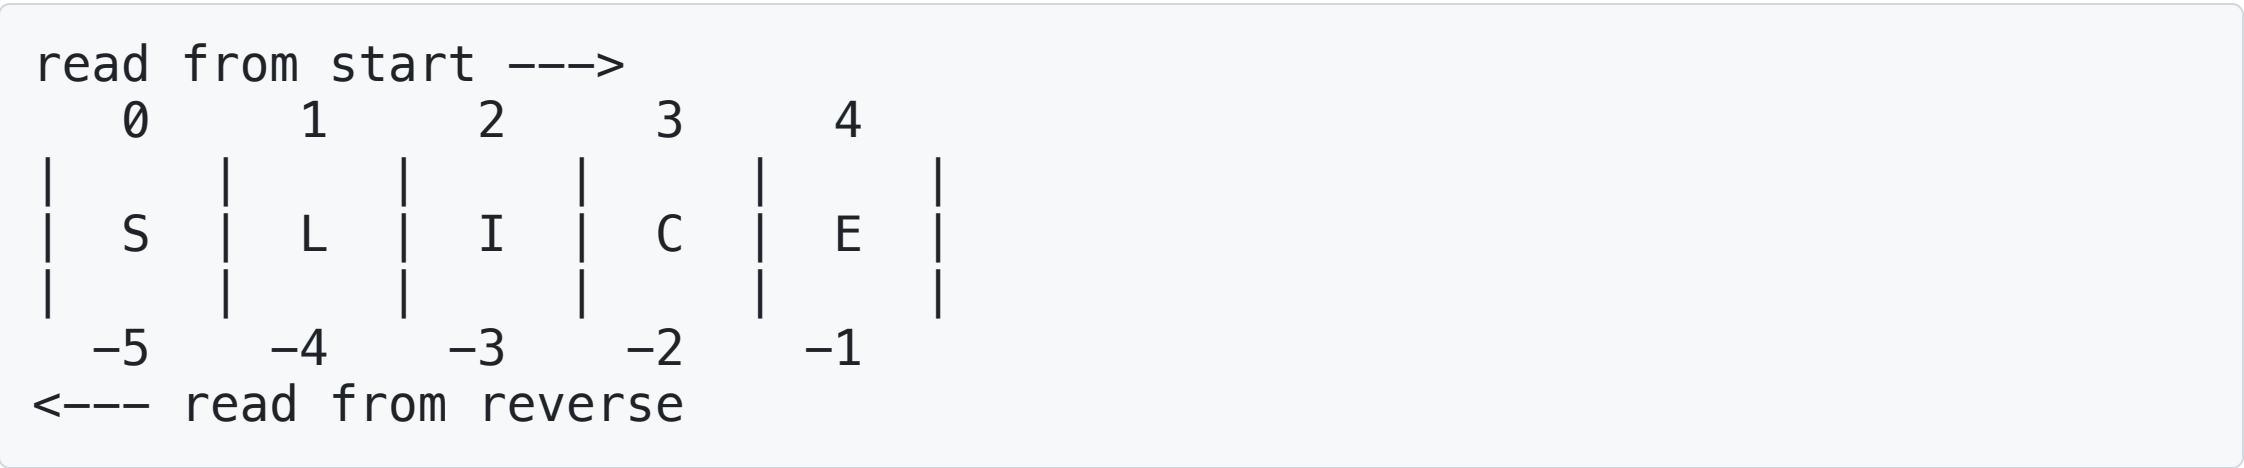 read from start --->
      0     1     2     3     4
|     |     |     |     |     |
|  S  |  L  |  I  |  C  |  E  |
|     |     |     |     |     |
  -5    -4    -3    -2    -1
<--- read from reverse